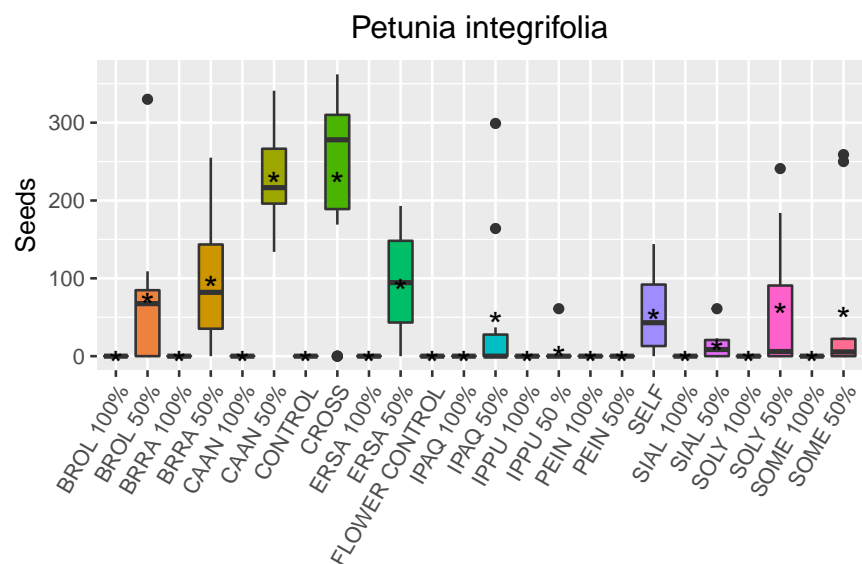 Petunia integrifolia
Seeds
300
200
100
0
BROL 100%
BROL 50%
BRRA 100%
BRRA 50%
CAAN 100%
CAAN 50%
CONTROL
CROSS
ERSA 100%
ERSA 50%
FLOWER CONTROL
IPAQ 100%
IPAQ 50%
IPPU 100%
IPPU 50 %
PEIN 100%
PEIN 50%
SELF
SIAL 100%
SIAL 50%
SOLY 100%
SOLY 50%
SOME 100%
SOME 50%